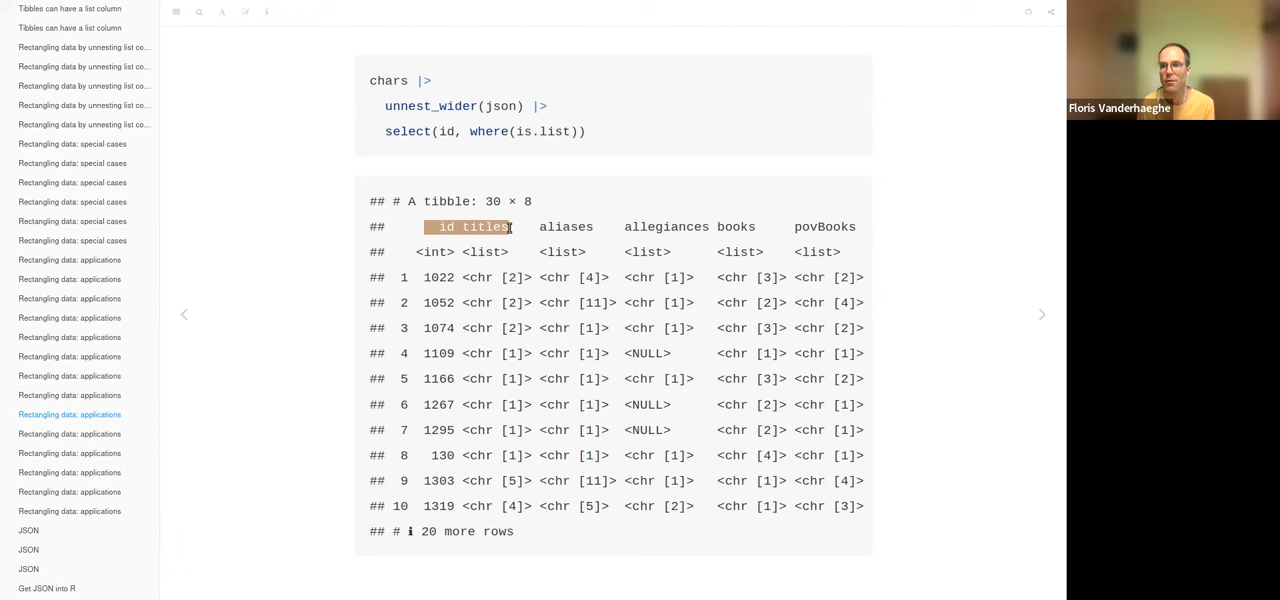 Tibbles can have a list column
Tibbles can have a list column
Rectangling data by unnesting list co...
Rectangling data by unnesting list co...
Rectangling data by unnesting list co...
Rectangling data by unnesting list co...
Rectangling data by unnesting list co...
Rectangling data: special cases
Rectangling data: special cases
Rectangling data: special cases
Rectangling data: special cases
Rectangling data: special cases
Rectangling data: special cases
Rectangling data: applications
Rectangling data: applications
Rectangling data: applications
Rectangling data: applications
Rectangling data: applications
Rectangling data: applications
Rectangling data: applications
Rectangling data: applications
Rectangling data: applications
Rectangling data: applications
Rectangling data: applications
Rectangling data: applications
Rectangling data: applications
Rectangling data: applications
JSON
JSON
JSON
Get JSON into R
chars |>
unnest_wider(json) |>
select(id, where(is.list))
## # A tibble: 30 × 8
## id titles aliases allegiances books povBooks
## <int> <list> <list> <list> <list> <list>
## 1 1022 <chr [2]> <chr [4]> <chr [1]> <chr [3]> <chr [2]>
## 2 1052 <chr [2]> <chr [11]> <chr [1]> <chr [2]> <chr [4]>
## 3 1074 <chr [2]> <chr [1]> <chr [1]> <chr [3]> <chr [2]>
## 4 1109 <chr [1]> <chr [1]> <NULL> <chr [1]> <chr [1]>
## 5 1166 <chr [1]> <chr [1]> <chr [1]> <chr [3]> <chr [2]>
## 6 1267 <chr [1]> <chr [1]> <NULL> <chr [2]> <chr [1]>
## 7 1295 <chr [1]> <chr [1]> <NULL> <chr [2]> <chr [1]>
## 8 130 <chr [1]> <chr [1]> <chr [1]> <chr [4]> <chr [1]>
## 9 1303 <chr [5]> <chr [11]> <chr [1]> <chr [1]> <chr [4]>
## 10 1319 <chr [4]> <chr [5]> <chr [2]> <chr [1]> <chr [3]>
## # ℹ 20 more rows
Floris Vanderhaeghe